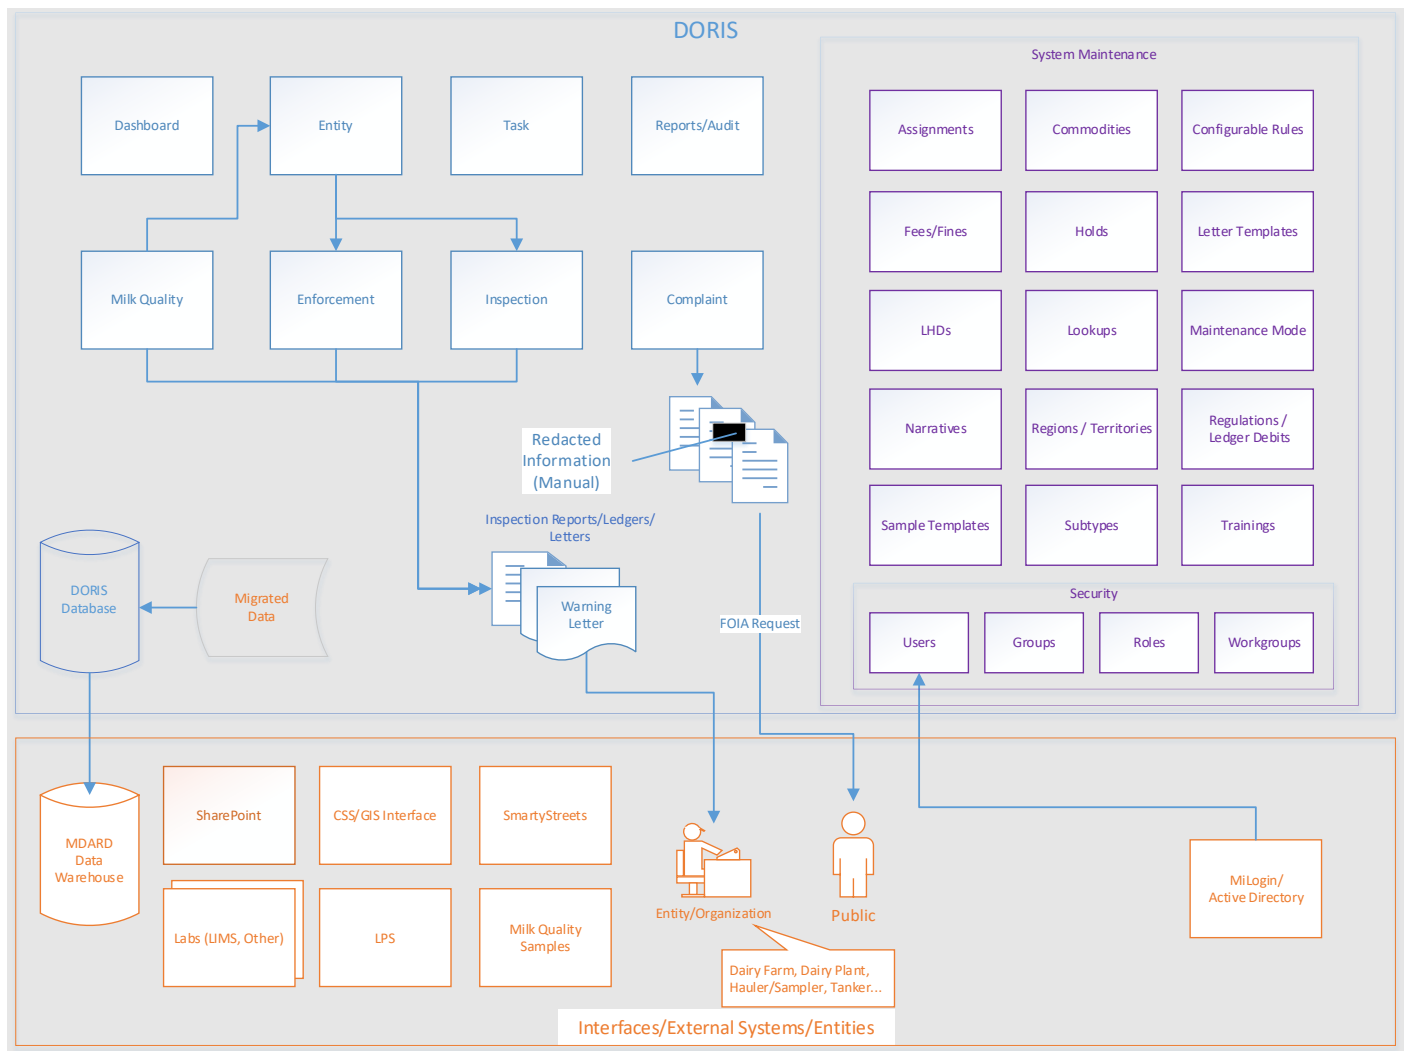 DORIS
System Maintenance
Dashboard
Entity
Task
Reports/Audit
Assignments
Commodities
Configurable Rules
Fees/Fines
Holds
Letter Templates
Milk Quality
Enforcement
Inspection
Complaint
LHDs
Lookups
Maintenance Mode
Narratives
Regions / Territories
Regulations /
Ledger Debits
Redacted
Information
(Manual)
Sample Templates
Subtypes
Trainings
Inspection Reports/Ledgers/
Letters
DORIS
Database
Migrated
Data
Warning
Letter
FOIA Request
Security
Users
Groups
Roles
Workgroups
MDARD
Data
Warehouse
SharePoint
CSS/GIS Interface
SmartyStreets
Labs (LIMS, Other)
LPS
Milk Quality
Samples
Entity/Organization
Public
MiLogin/
Active Directory
Dairy Farm, Dairy Plant,
Hauler/Sampler, Tanker...
Interfaces/External Systems/Entities